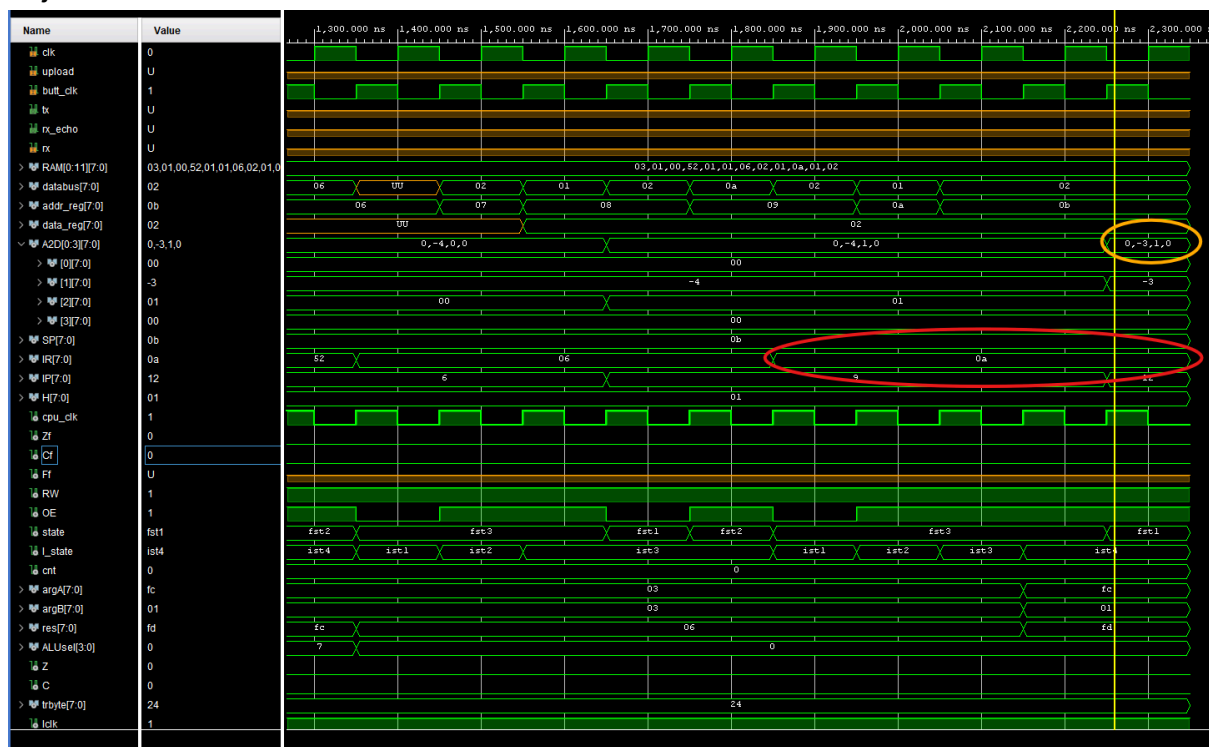 Name Value 1,300.000 ns 1,400.000 ns 1,500.000 ns 1,600.000 ns 1,700.000 ns 1,800.000 ns 1,900.000 ns 2,000.000 ns 2,100.000 ns 2,200.000 ns 2,300.000
clk 0
upload U
butt_clk 1
tx U
rx_echo U
rx U
> RAM[0:11][7:0] 03,01,00,52,01,01,06,02,01,0 03,01,00,52,01,01,06,02,01,0a,01,02
> databus[7:0] 02 06 UU 02 01 02 0a 02 01 02
> addr_reg[7:0] 0b 06 07 08 09 0a 0b
> data_reg[7:0] 02 UU 02
A2D[0:3][7:0] 0,-3,1,0 0,-4,0,0 0,-4,1,0 0,-3,1,0
> [0][7:0] 00 00
> [1][7:0] -3 -4 -3
> [2][7:0] 01 00 01
> [3][7:0] 00 00
> SP[7:0] 0b 0b
> IR[7:0] 0a 52 06 0a
> IP[7:0] 12 6 9 12
> H[7:0] 01 01
cpu_clk 1
Zf 0
Cf 0
Ff U
RW 1
OE 1
state fst1 fst2 fst3 fst1 fst2 fst3 fst1
I_state ist4 ist4 ist1 ist2 ist3 ist1 ist2 ist3 ist4
cnt 0 0
> argA[7:0] fc 03 fc
> argB[7:0] 01 03 01
> res[7:0] fd fc 06 fd
> ALUsel[3:0] 0 7 0
Z 0
C 0
> trbyte[7:0] 24 24
lclk 1